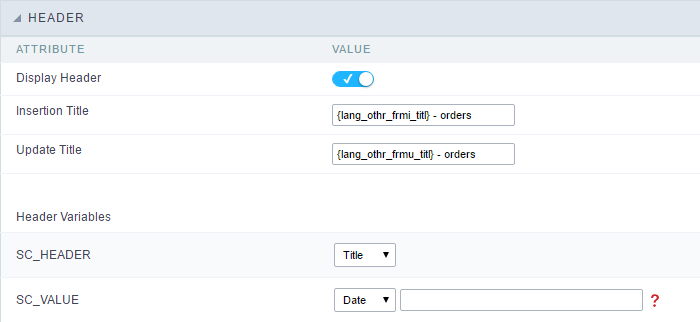 HEADER
ATTRIBUTE VALUE
Display Header
Insertion Title {lang_othr_frmi_titl} - orders
Update Title {lang_othr_frmu_titl} - orders
Header Variables
SC_HEADER Title
SC_VALUE Date ?